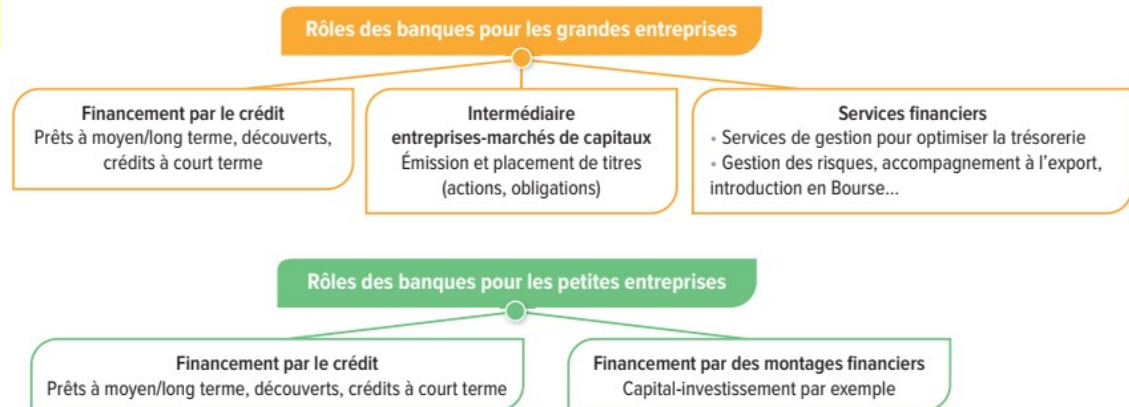 Rôles des banques pour les grandes entreprises
Financement par le crédit
Prêts à moyen/long terme, découverts,
crédits à court terme
Intermédiaire
entreprises-marchés de capitaux
Émission et placement de titres
(actions, obligations)
Services financiers
• Services de gestion pour optimiser la trésorerie
• Gestion des risques, accompagnement à l'export,
introduction en Bourse...
Rôles des banques pour les petites entreprises
Financement par le crédit
Prêts à moyen/long terme, découverts, crédits à court terme
Financement par des montages financiers
Capital-investissement par exemple